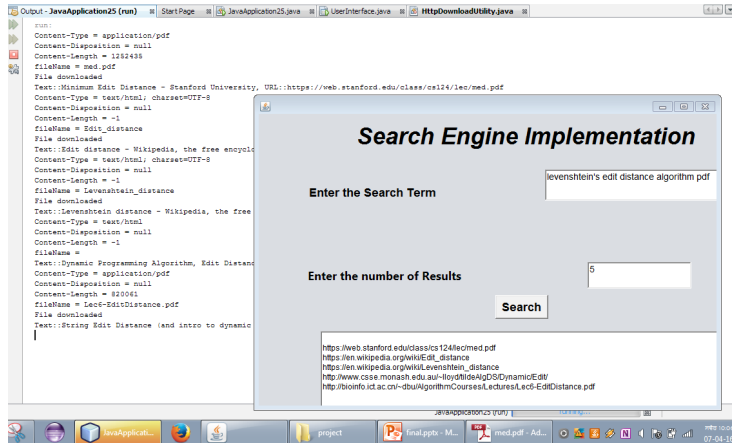 Output - JavaApplication25 (run) Start Page JavaApplication25.java UserInterface.java HttpDownloadUtility.java
run:
Content-Type = application/pdf
Content-Disposition = null
Content-Length = 1252435
fileName = med.pdf
File downloaded
Text::Minimum Edit Distance - Stanford University, URL::https://web.stanford.edu/class/cs124/lec/med.pdf
Content-Type = text/html; charset=UTF-8
Content-Disposition = null
Content-Length = -1
fileName = Edit_distance
File downloaded
Text::Edit distance - Wikipedia, the free encyclo
Content-Type = text/html; charset=UTF-8
Content-Disposition = null
Content-Length = -1
fileName = Levenshtein_distance
File downloaded
Text::Levenshtein distance - Wikipedia, the free
Content-Type = text/html
Content-Disposition = null
Content-Length = -1
fileName =
Text::Dynamic Programming Algorithm, Edit Distanc
Content-Type = application/pdf
Content-Disposition = null
Content-Length = 820061
fileName = Lec6-EditDistance.pdf
File downloaded
Text::String Edit Distance (and intro to dynamic
Search Engine Implementation
Enter the Search Term
levenshtein's edit distance algorithm pdf
Enter the number of Results
5
Search
https://web.stanford.edu/class/cs124/lec/med.pdf
https://en.wikipedia.org/wiki/Edit_distance
https://en.wikipedia.org/wiki/Levenshtein_distance
http://www.csse.monash.edu.au/~lloyd/tildeAlgDS/Dynamic/Edit/
http://bioinfo.ict.ac.cn/~dbu/AlgorithmCourses/Lectures/Lec6-EditDistance.pdf
JavaApplication25 (run) running...
JavaApplicati... project final.pptx - M... med.pdf - Ad...